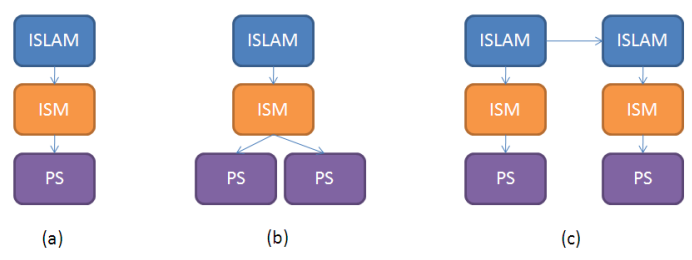 ISLAM ISLAM ISLAM ISLAM
ISM ISM ISM ISM
PS PS PS PS PS
(a) (b) (c)